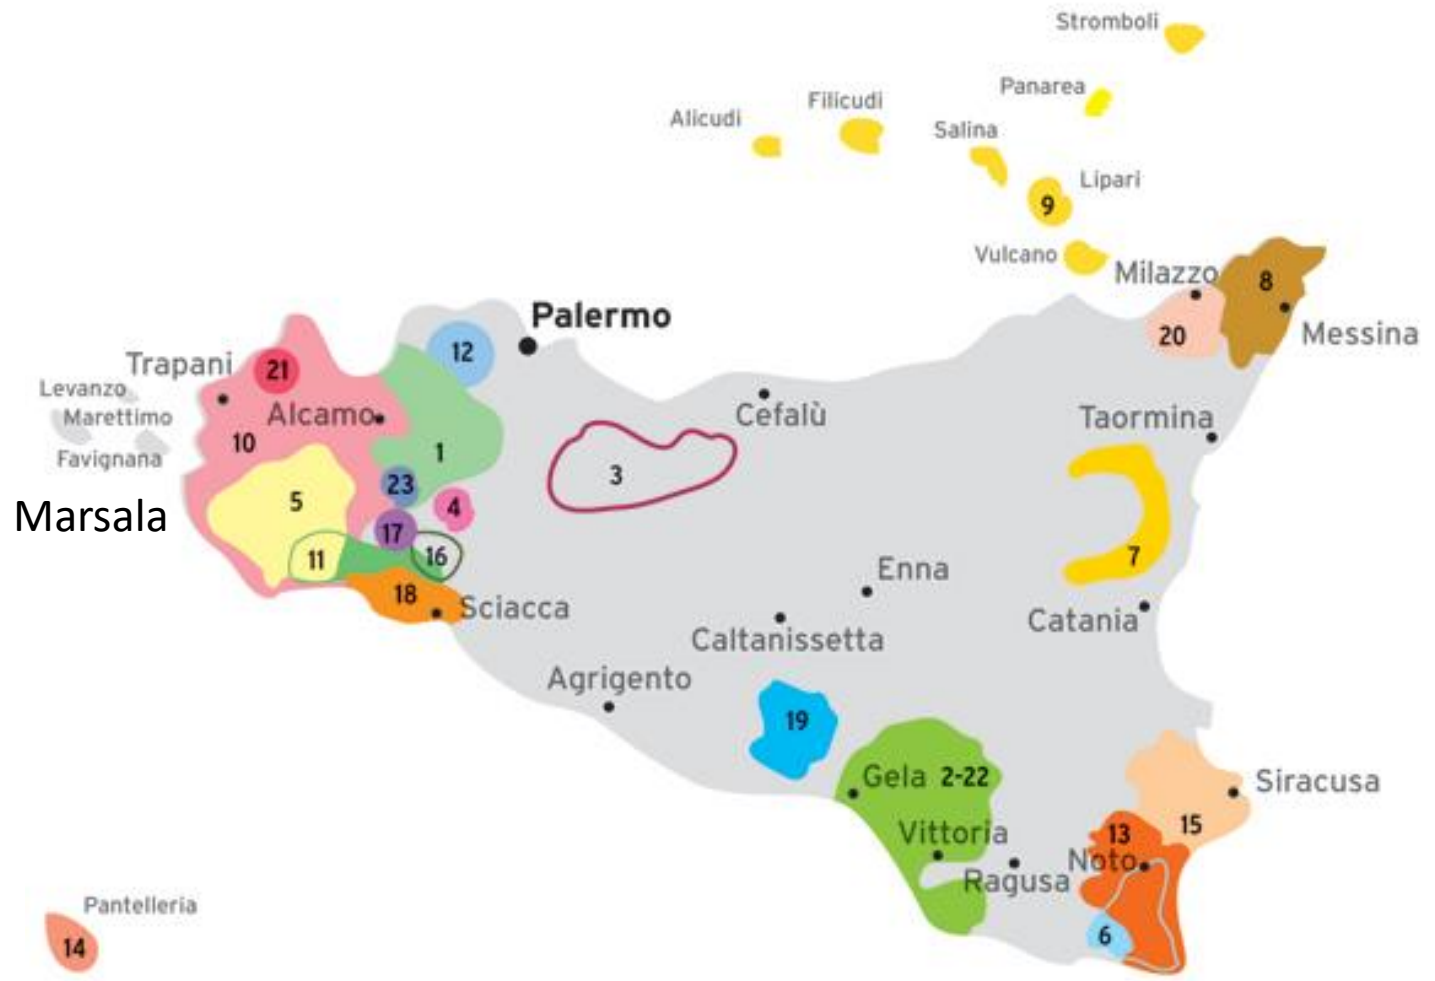 Stromboli
Panarea
Filicudi
Alicudi
Salina
Lipari
9
Vulcano
Milazzo
8
20
Messina
Palermo
12
Trapani
21
Levanzo
Marettimo
Alcamo
Cefalù
Taormina
10
Favignana
1
3
23
5
4
Marsala
17
16
11
7
18
Sciacca
Enna
Caltanissetta
Catania
Agrigento
19
Gela 2-22
Siracusa
15
13
Vittoria
Noto
Ragusa
Pantelleria
14
6